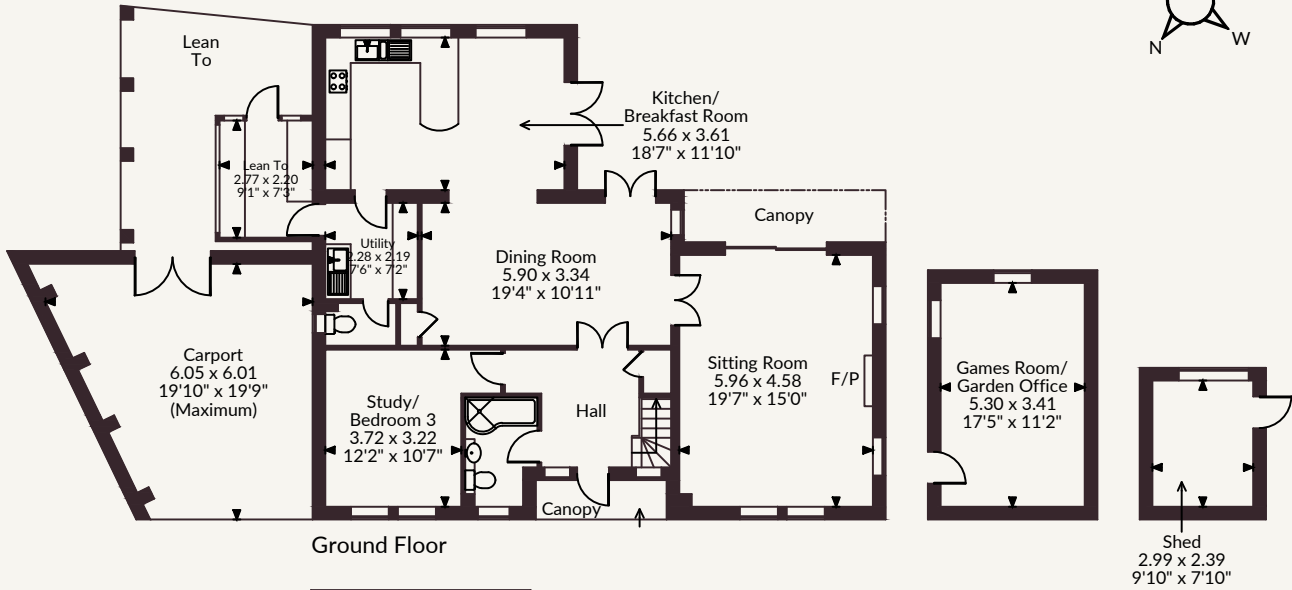 Lean
To
N
W
Kitchen/
Breakfast Room
5.66 x 3.61
18'7" x 11'10"
Lean To
2.77 x 2.20
9'1" x 7'3"
Canopy
Utility
2.28 x 2.19
7'6" x 7'2"
Dining Room
5.90 x 3.34
19'4" x 10'11"
Carport
6.05 x 6.01
19'10" x 19'9"
(Maximum)
Sitting Room
5.96 x 4.58
19'7" x 15'0"
F/P
Games Room/
Garden Office
5.30 x 3.41
17'5" x 11'2"
Study/
Bedroom 3
3.72 x 3.22
12'2" x 10'7"
Hall
Canopy
Ground Floor
Shed
2.99 x 2.39
9'10" x 7'10"